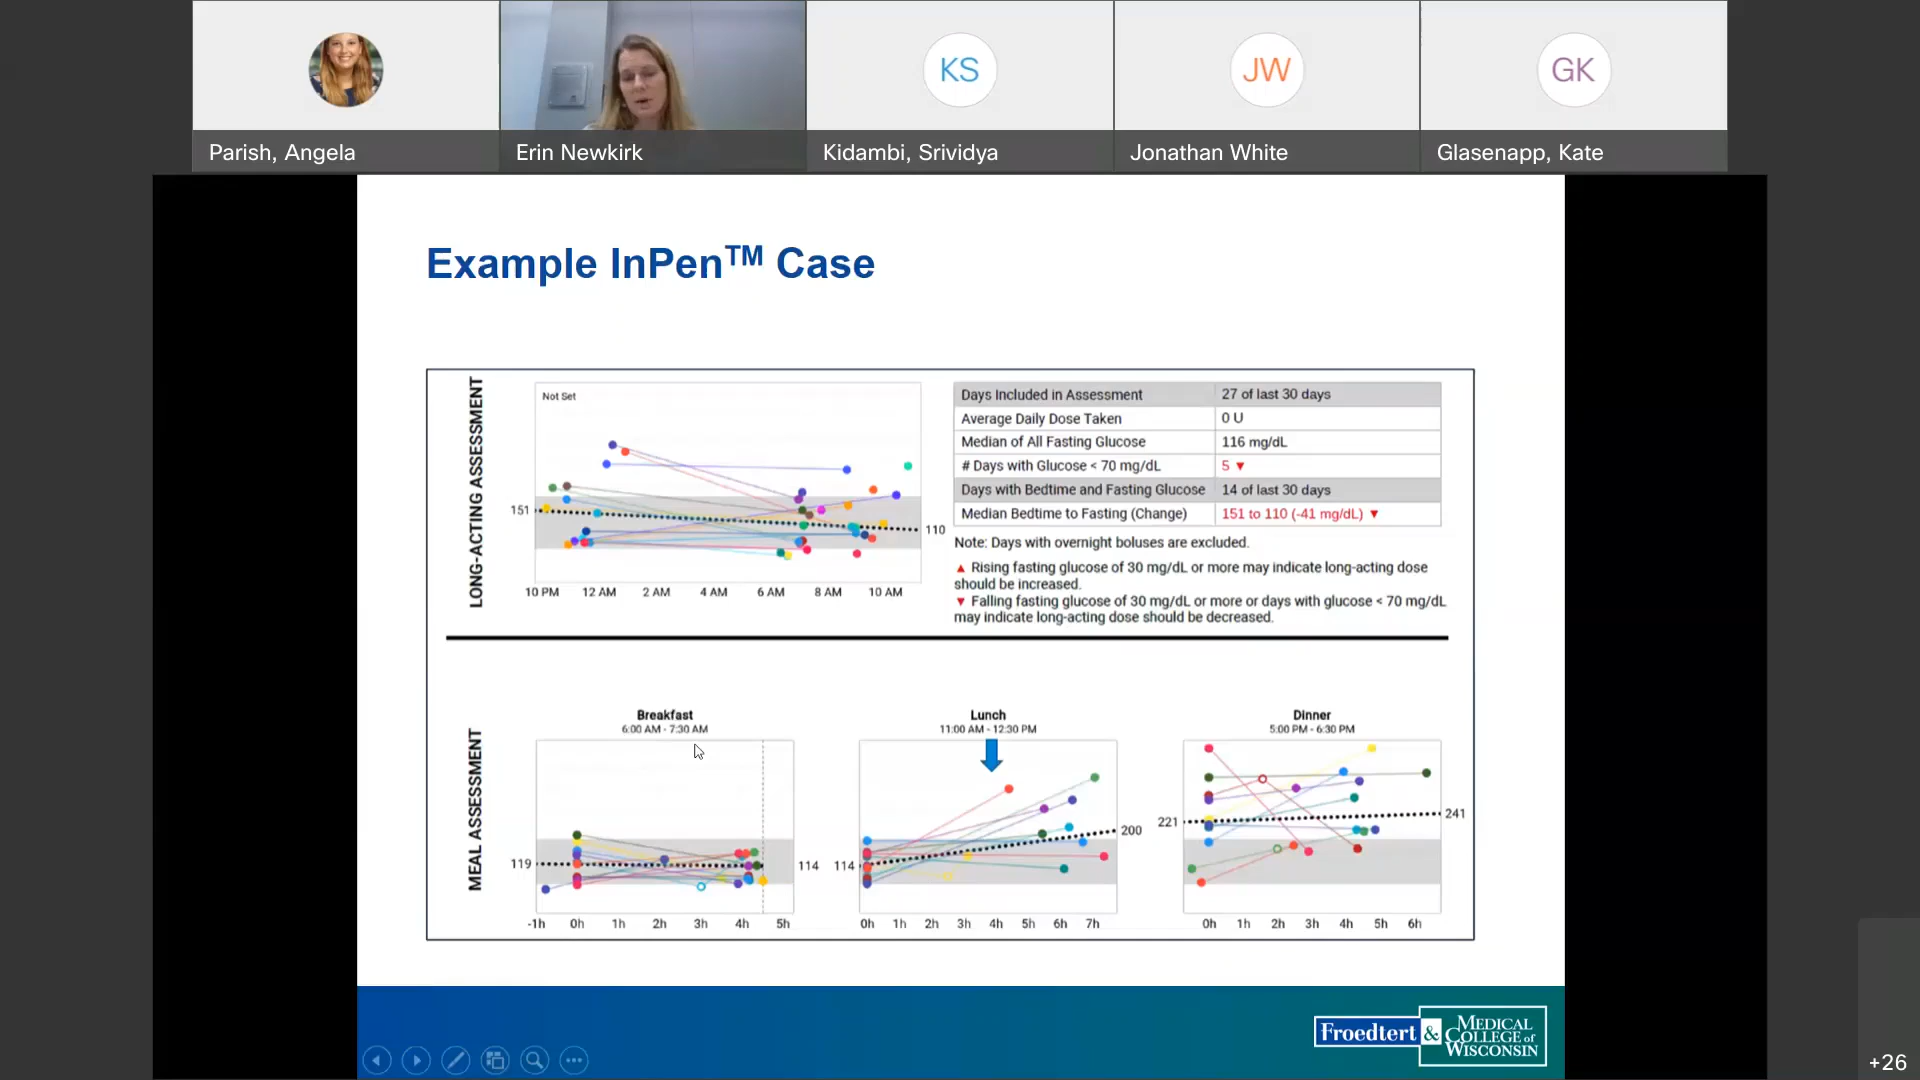 KS
JW
GK
Parish, Angela
Erin Newkirk
Kidambi, Srividya
Jonathan White
Glasenapp, Kate
Example InPen™ Case
LONG-ACTING ASSESSMENT
Not Set
151
110
10 PM 12 AM 2 AM 4 AM 6 AM 8 AM 10 AM
Days Included in Assessment 27 of last 30 days
Average Daily Dose Taken 0 U
Median of All Fasting Glucose 116 mg/dL
# Days with Glucose < 70 mg/dL 5 ▼
Days with Bedtime and Fasting Glucose 14 of last 30 days
Median Bedtime to Fasting (Change) 151 to 110 (-41 mg/dL) ▼
Note: Days with overnight boluses are excluded.
▲ Rising fasting glucose of 30 mg/dL or more may indicate long-acting dose
should be increased.
▼ Falling fasting glucose of 30 mg/dL or more or days with glucose < 70 mg/dL
may indicate long-acting dose should be decreased.
MEAL ASSESSMENT
Breakfast
6:00 AM - 7:30 AM
119
114
-1h 0h 1h 2h 3h 4h 5h
Lunch
11:00 AM - 12:30 PM
114
200
0h 1h 2h 3h 4h 5h 6h 7h
Dinner
5:00 PM - 6:30 PM
221
241
0h 1h 2h 3h 4h 5h 6h
Froedtert &
MEDICAL
COLLEGE of
WISCONSIN
+26